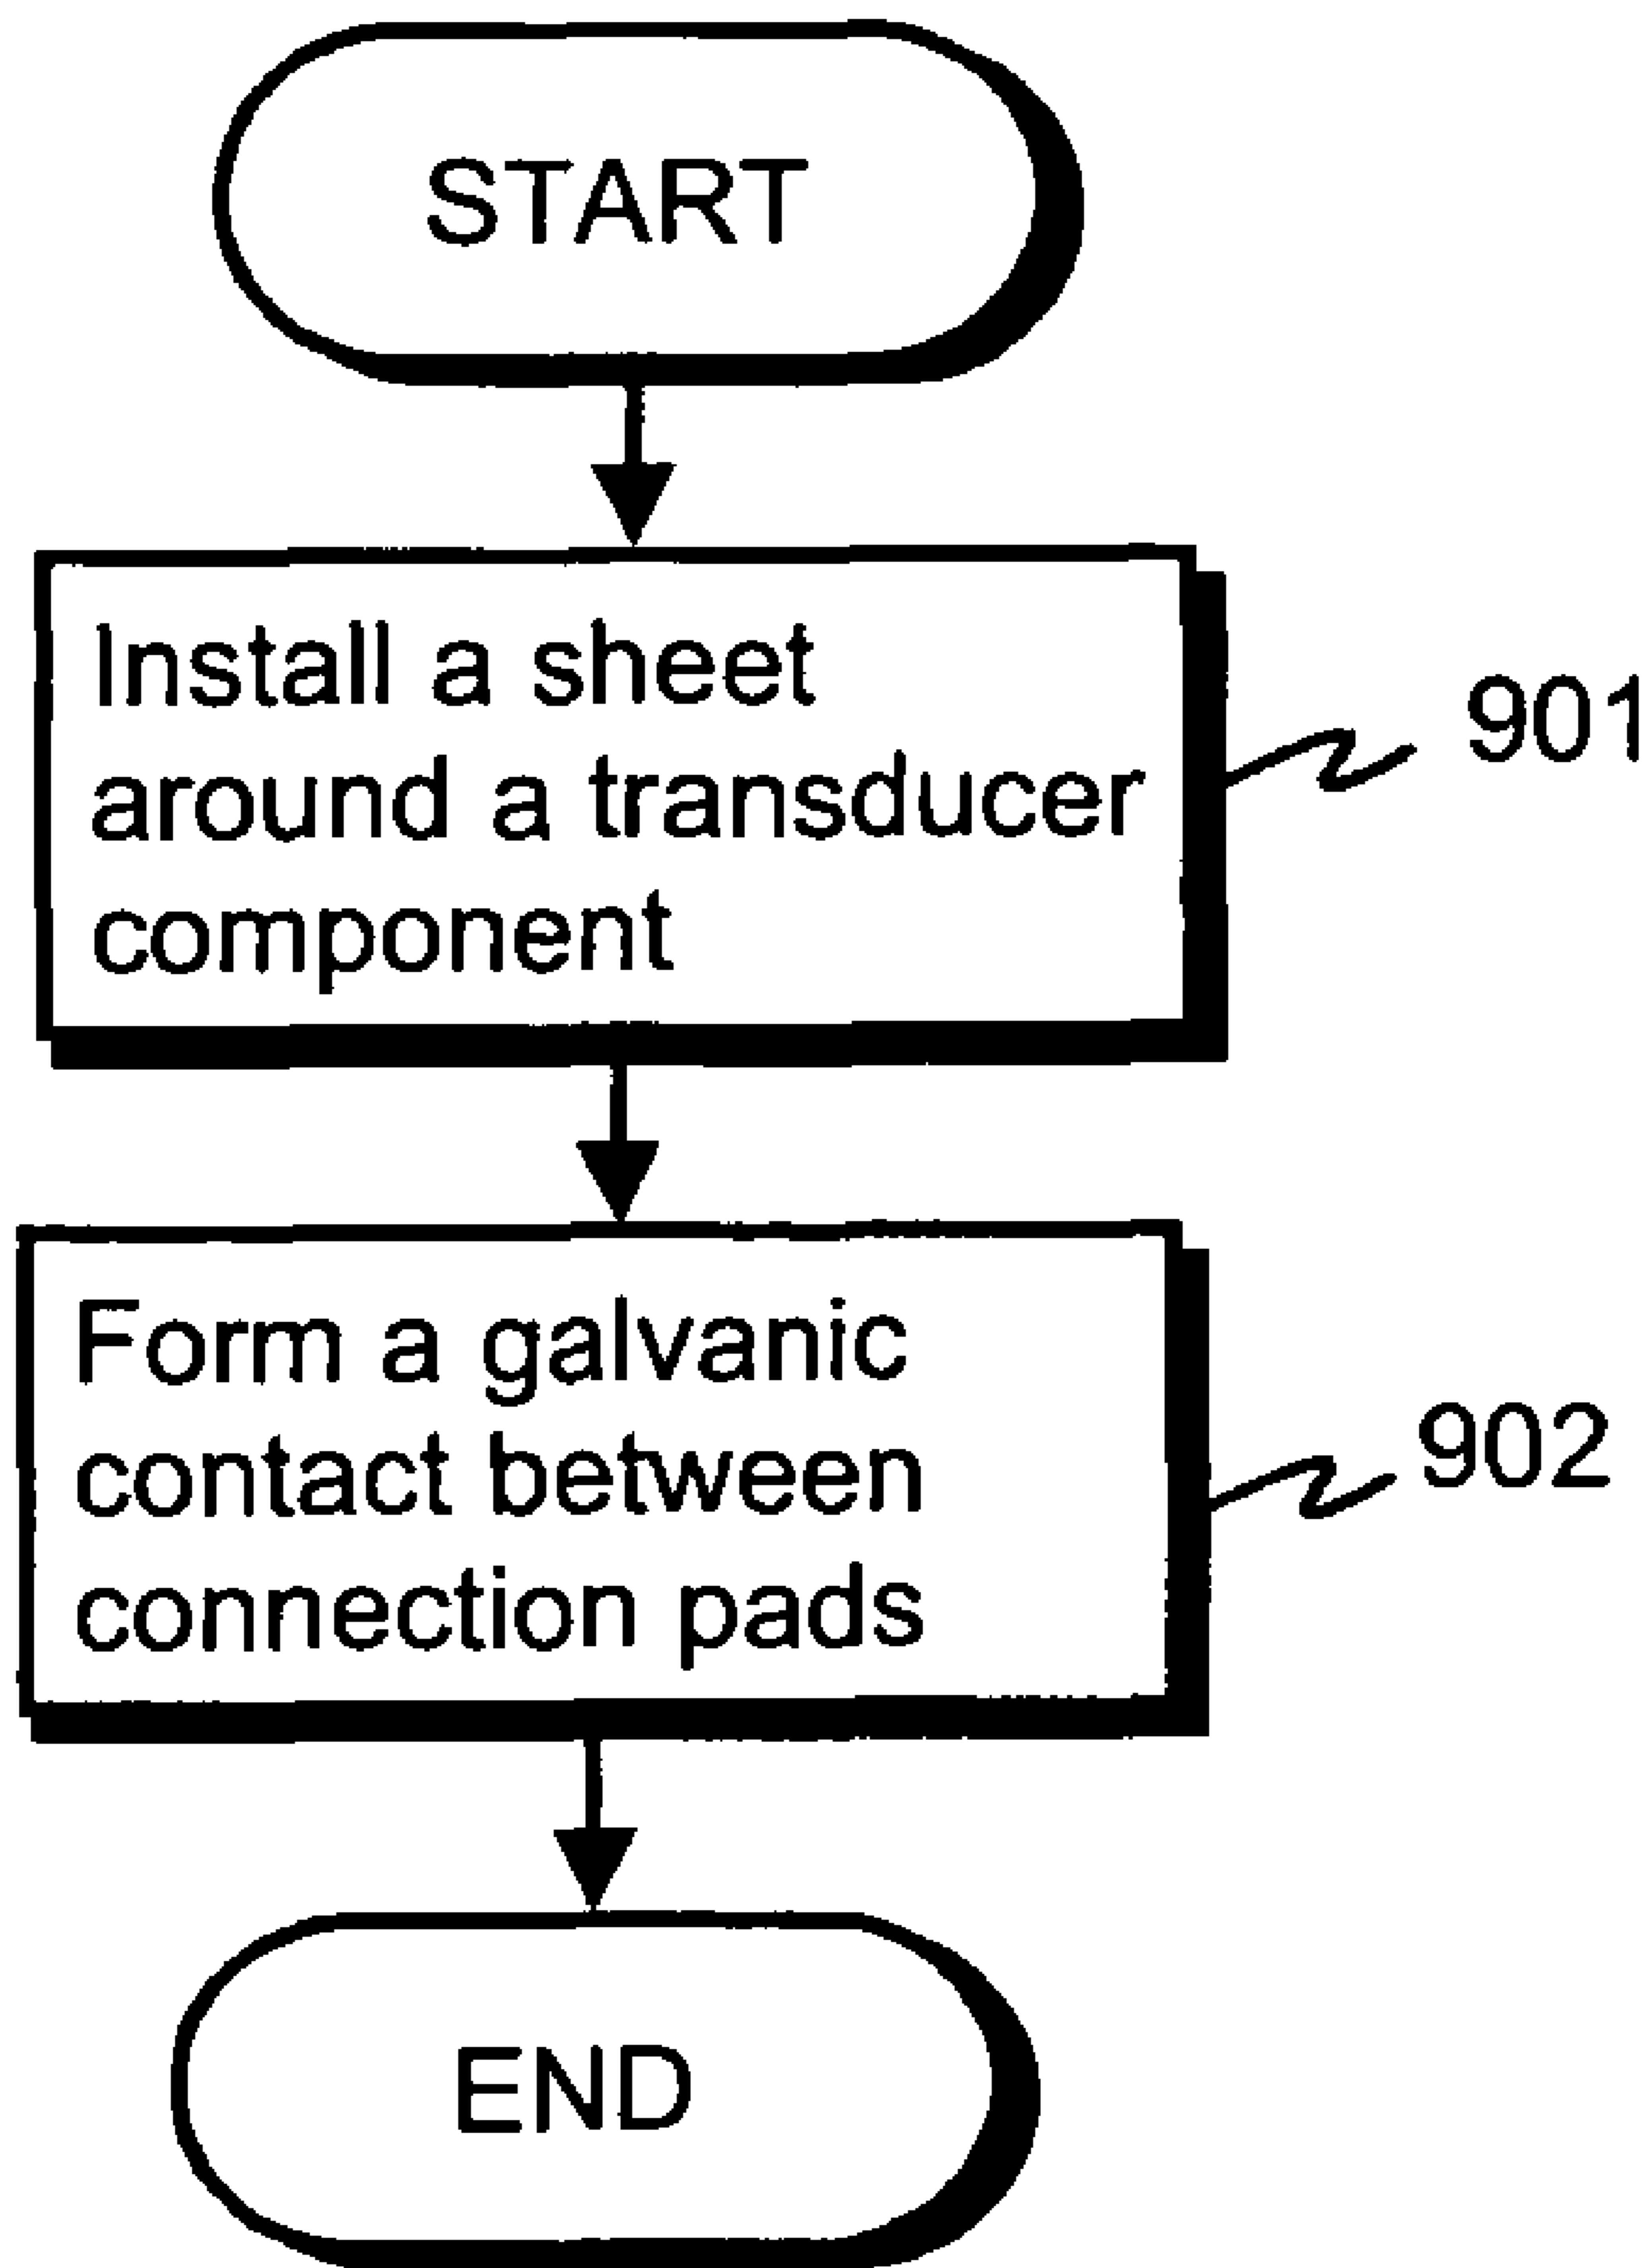 START
Install a sheet
around a transducer
component
901
Form a galvanic
contact between
connection pads
902
END